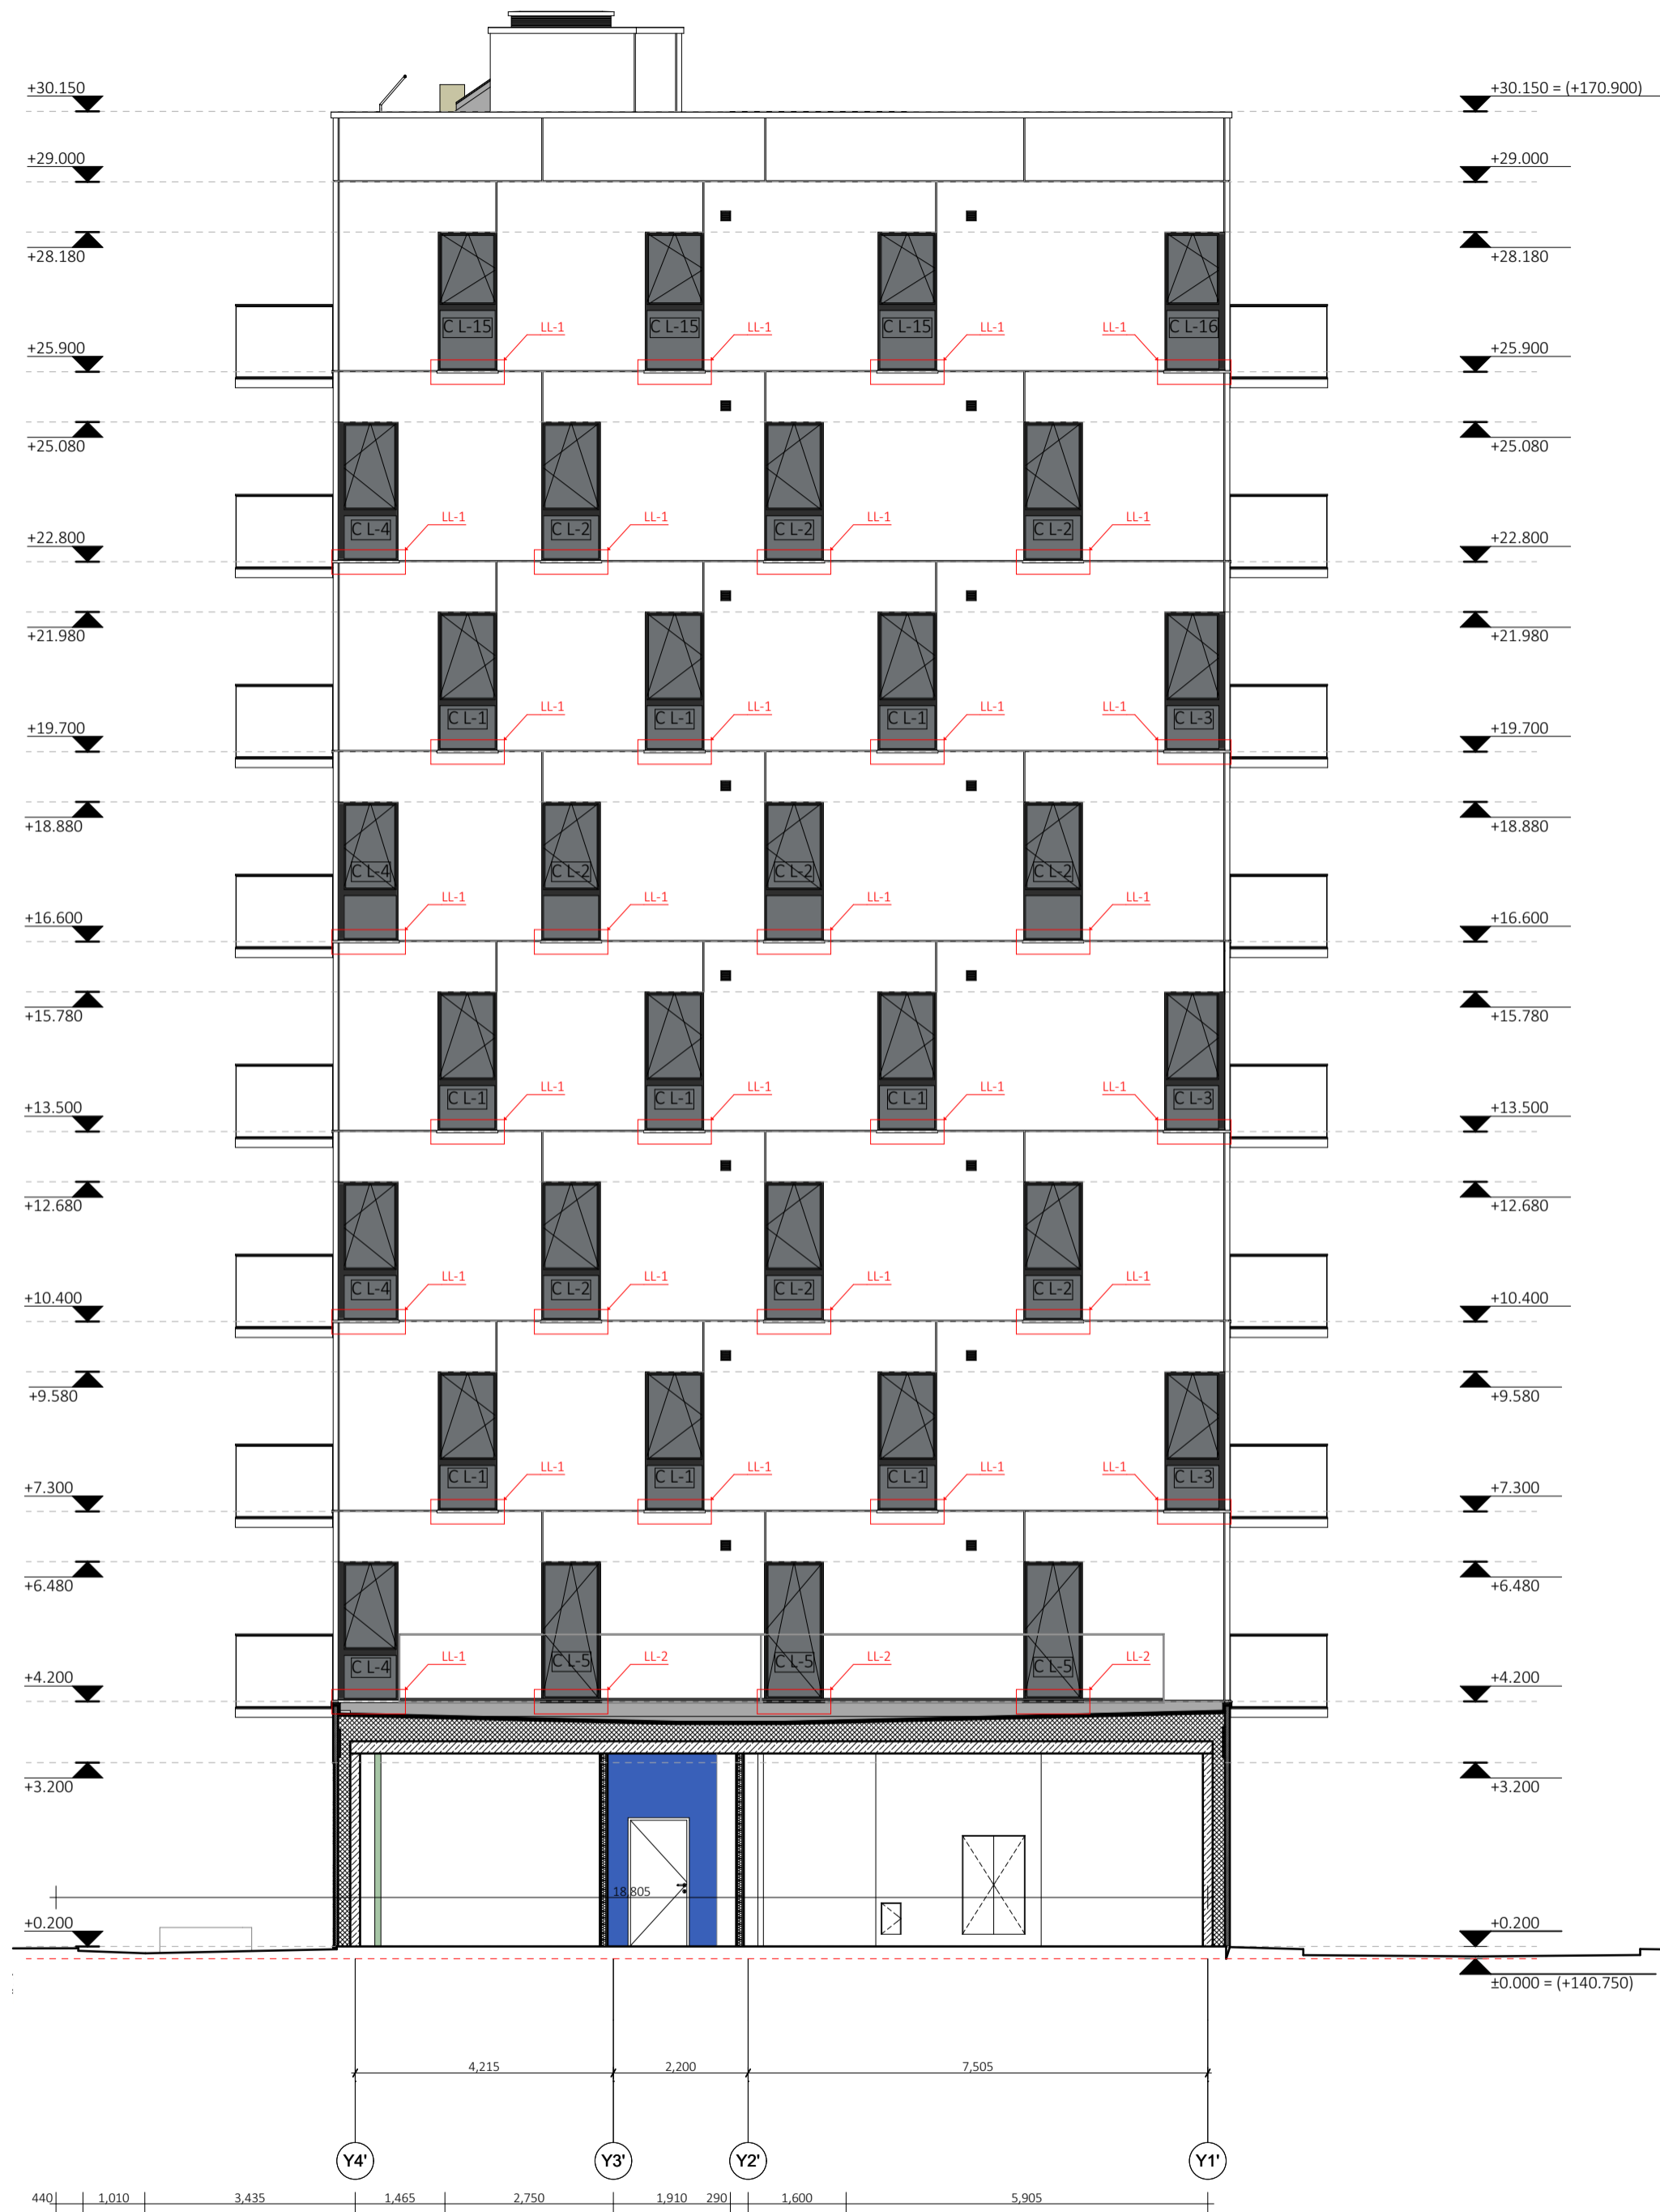 +30.150
+30.150 = (+170.900)
+29.000
+29.000
+28.180
+28.180
C L-15
C L-15
C L-15
C L-16
LL-1
LL-1
LL-1
LL-1
+25.900
+25.900
+25.080
+25.080
LL-1
LL-1
LL-1
LL-1
C L-4
C L-2
C L-2
C L-2
+22.800
+22.800
+21.980
+21.980
LL-1
LL-1
LL-1
LL-1
C L-1
C L-1
C L-1
C L-3
+19.700
+19.700
+18.880
+18.880
C L-4
C L-2
C L-2
C L-2
LL-1
LL-1
LL-1
LL-1
+16.600
+16.600
+15.780
+15.780
LL-1
LL-1
LL-1
LL-1
C L-1
C L-1
C L-1
C L-3
+13.500
+13.500
+12.680
+12.680
LL-1
LL-1
LL-1
LL-1
C L-4
C L-2
C L-2
C L-2
+10.400
+10.400
+9.580
+9.580
LL-1
LL-1
LL-1
LL-1
C L-1
C L-1
C L-1
C L-3
+7.300
+7.300
+6.480
+6.480
LL-1
LL-2
LL-2
LL-2
C L-4
C L-5
C L-5
C L-5
+4.200
+4.200
+3.200
+3.200
18,805
+0.200
+0.200
±0.000 = (+140.750)
4,215
2,200
7,505
Y4'
Y3'
Y2'
Y1'
440
1,010
3,435
1,465
2,750
1,910
290
1,600
5,905